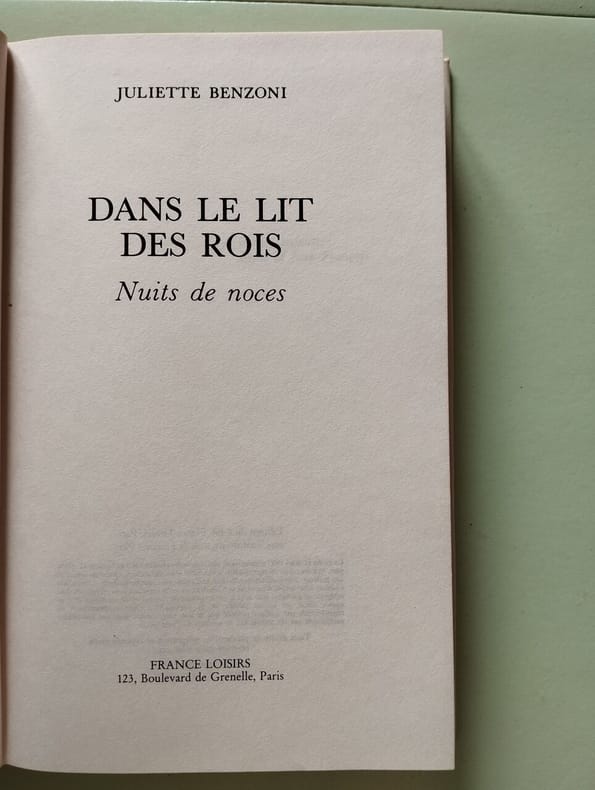 JULIETTE BENZONI
DANS LE LIT
DES ROIS
Nuits de noces
FRANCE LOISIRS
123, Boulevard de Grenelle, Paris